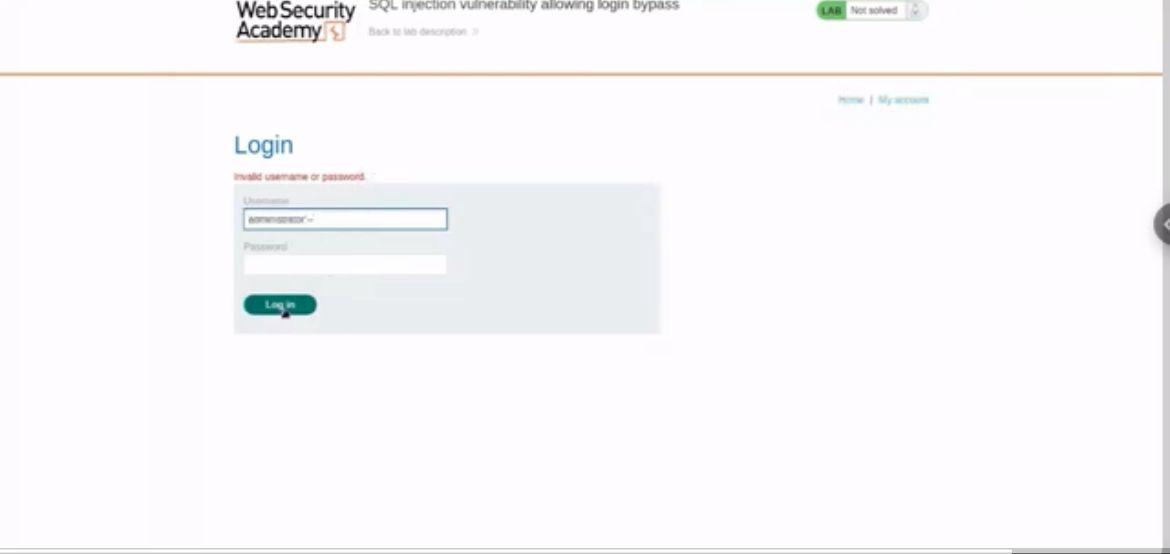 WebSecurity
Academy
SQL injection vulnerability allowing login bypass
Back to lab description
LAB Not solved
Home | My account
Login
Invalid username or password.
Username
administrator'--
Password
Log in